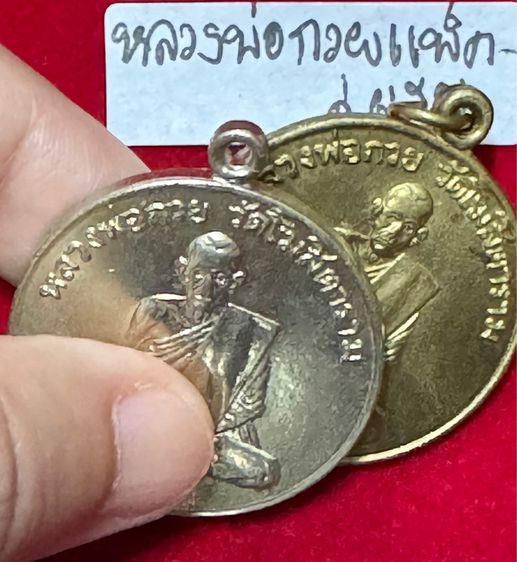 หลวงพ่อกวยแพ็ค
หลวงพ่อกวย วัดโฆสิตาราม
วงพ่อกวย วัดโฆสิตาราม